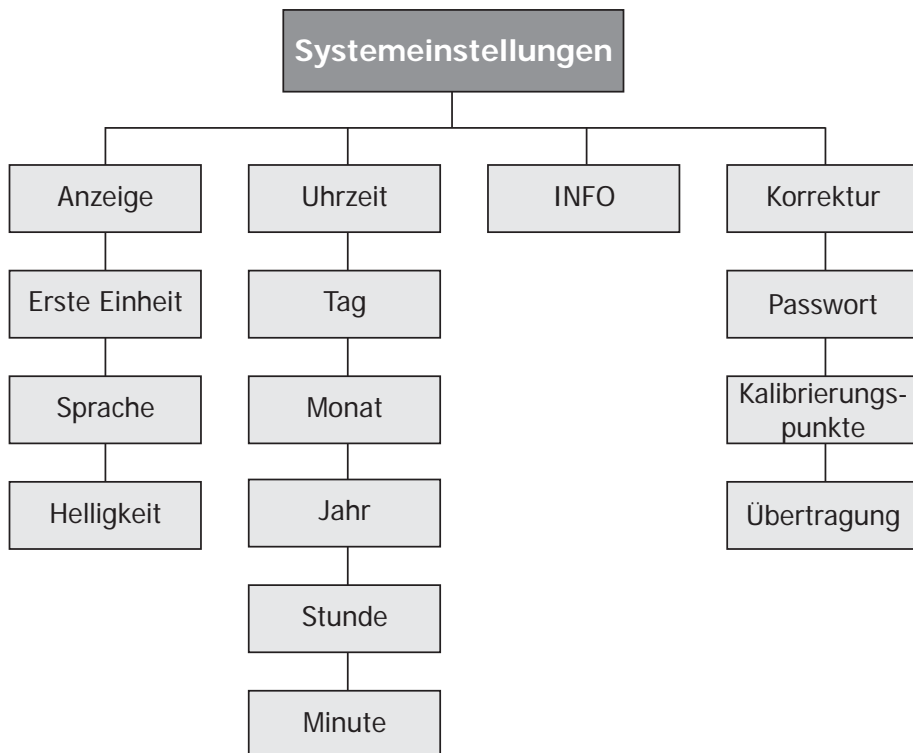 Systemeinstellungen
Anzeige
Uhrzeit
INFO
Korrektur
Erste Einheit
Tag
Passwort
Sprache
Monat
Kalibrierungs-
punkte
Helligkeit
Jahr
Übertragung
Stunde
Minute